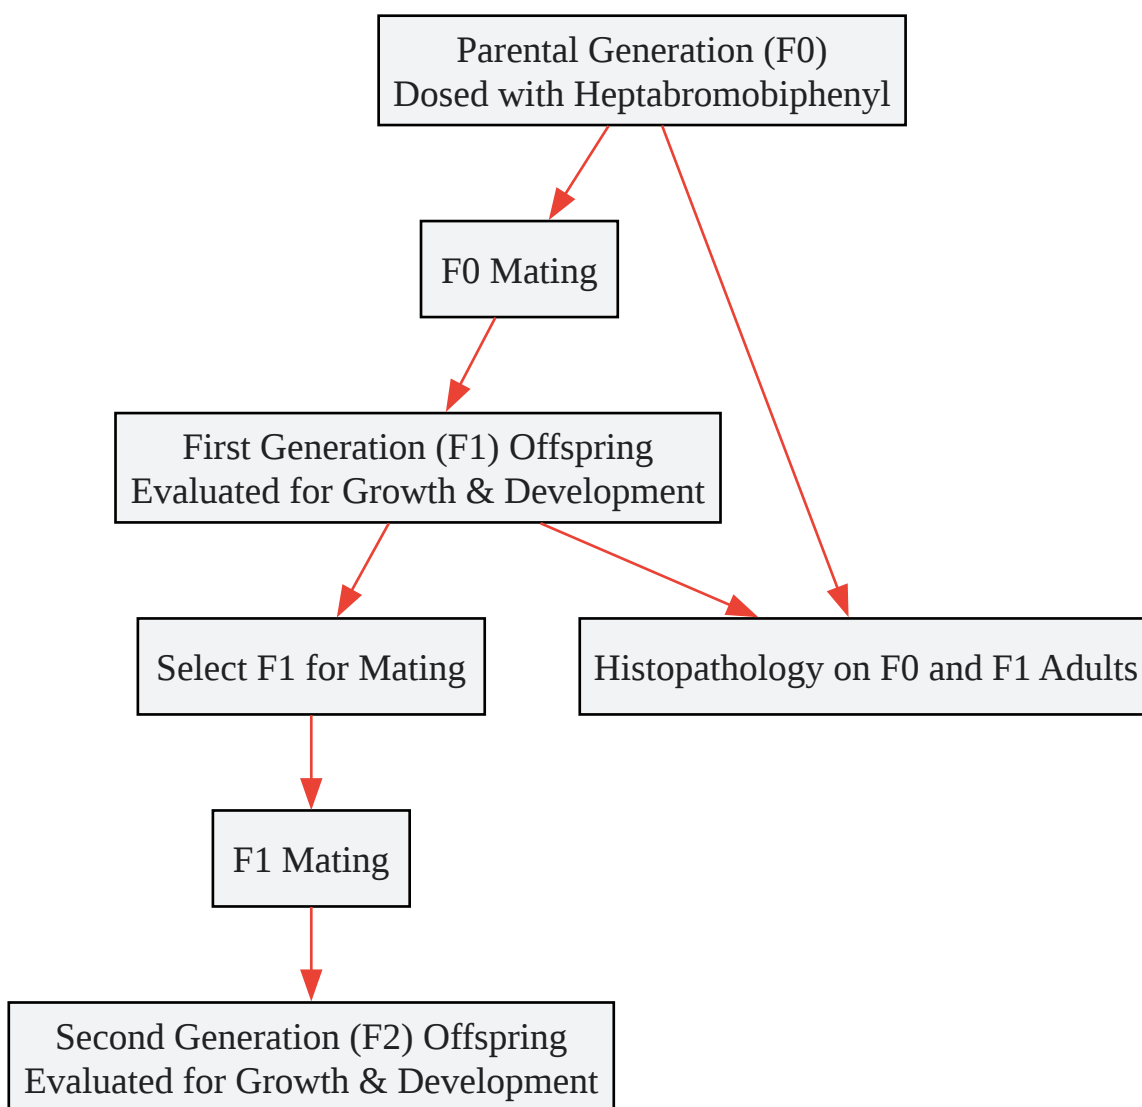 Parental Generation (F0)
Dosed with Heptabromobiphenyl
F0 Mating
First Generation (F1) Offspring
Evaluated for Growth & Development
Select F1 for Mating
Histopathology on F0 and F1 Adults
F1 Mating
Second Generation (F2) Offspring
Evaluated for Growth & Development